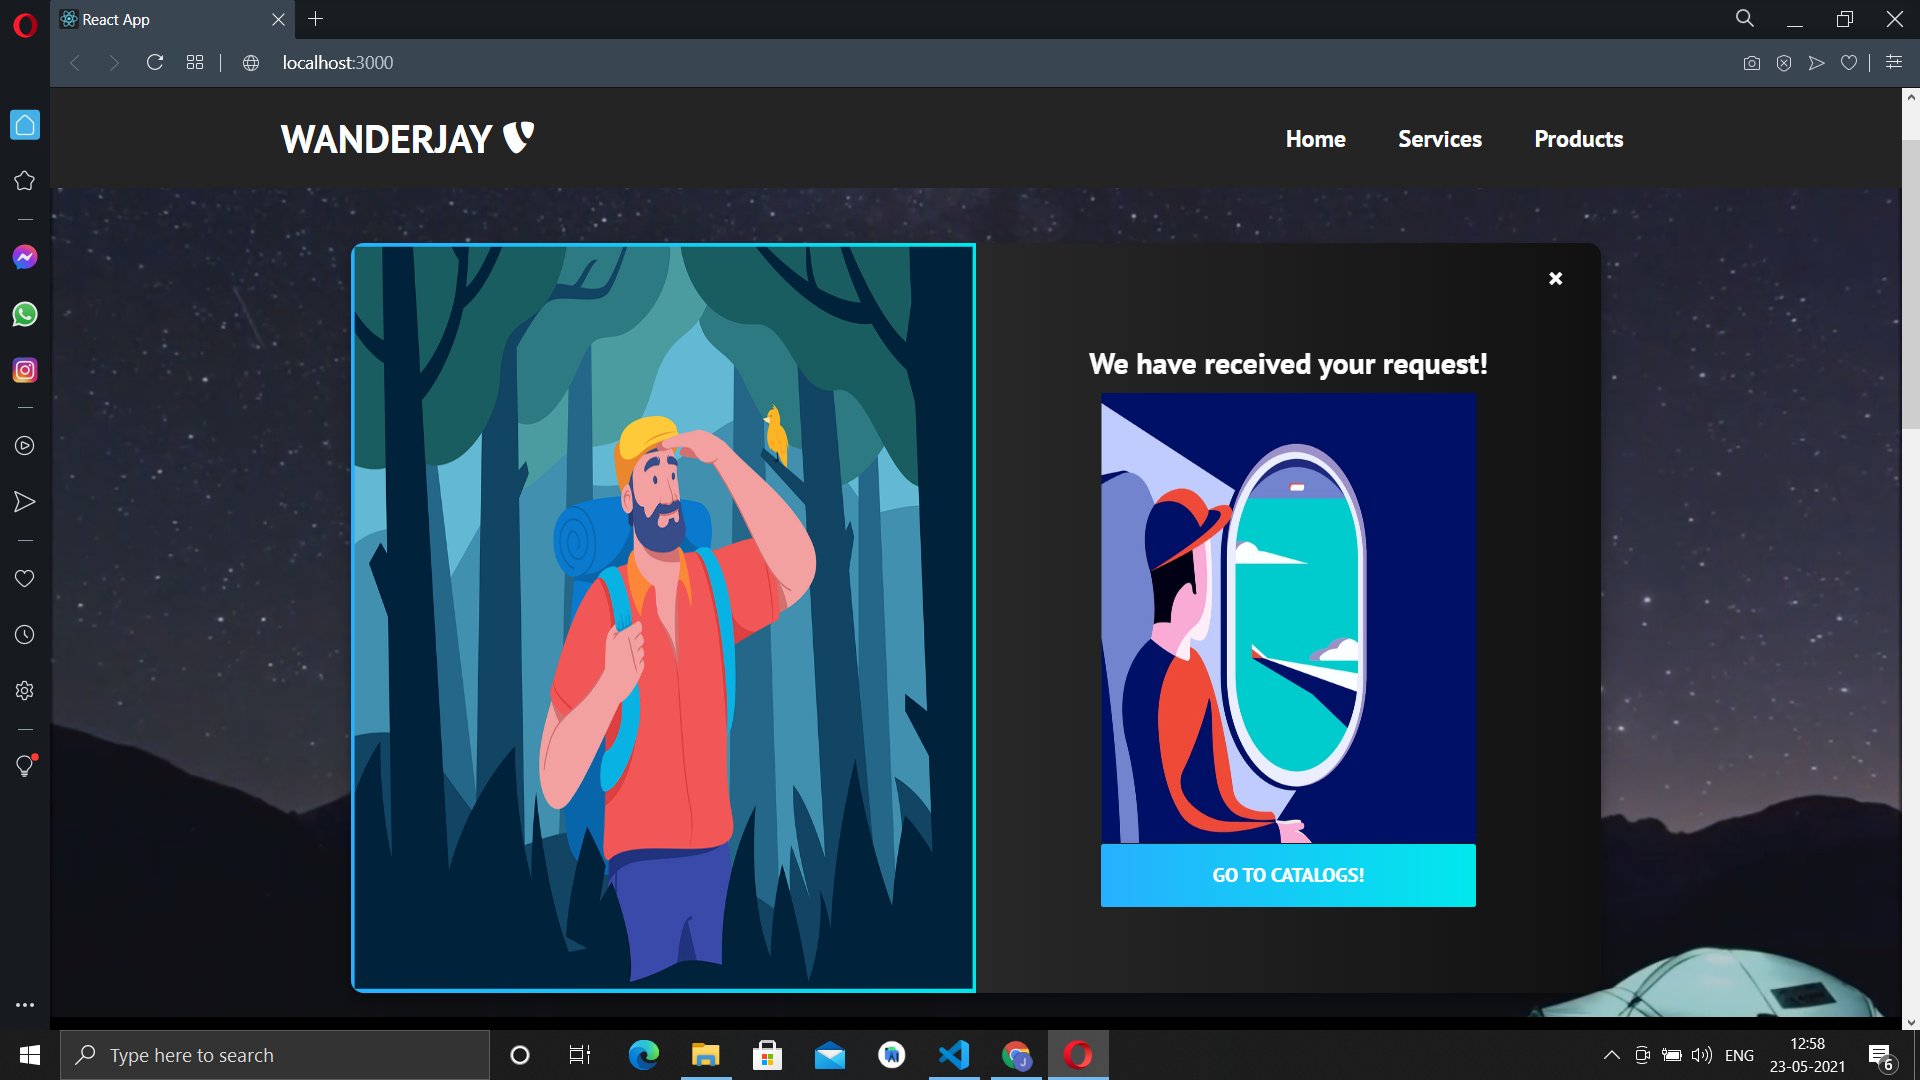 React App
localhost:3000
WANDERJAY
Home Services Products
We have received your request!
GO TO CATALOGS!
Type here to search
ENG
12:58
23-05-2021
6